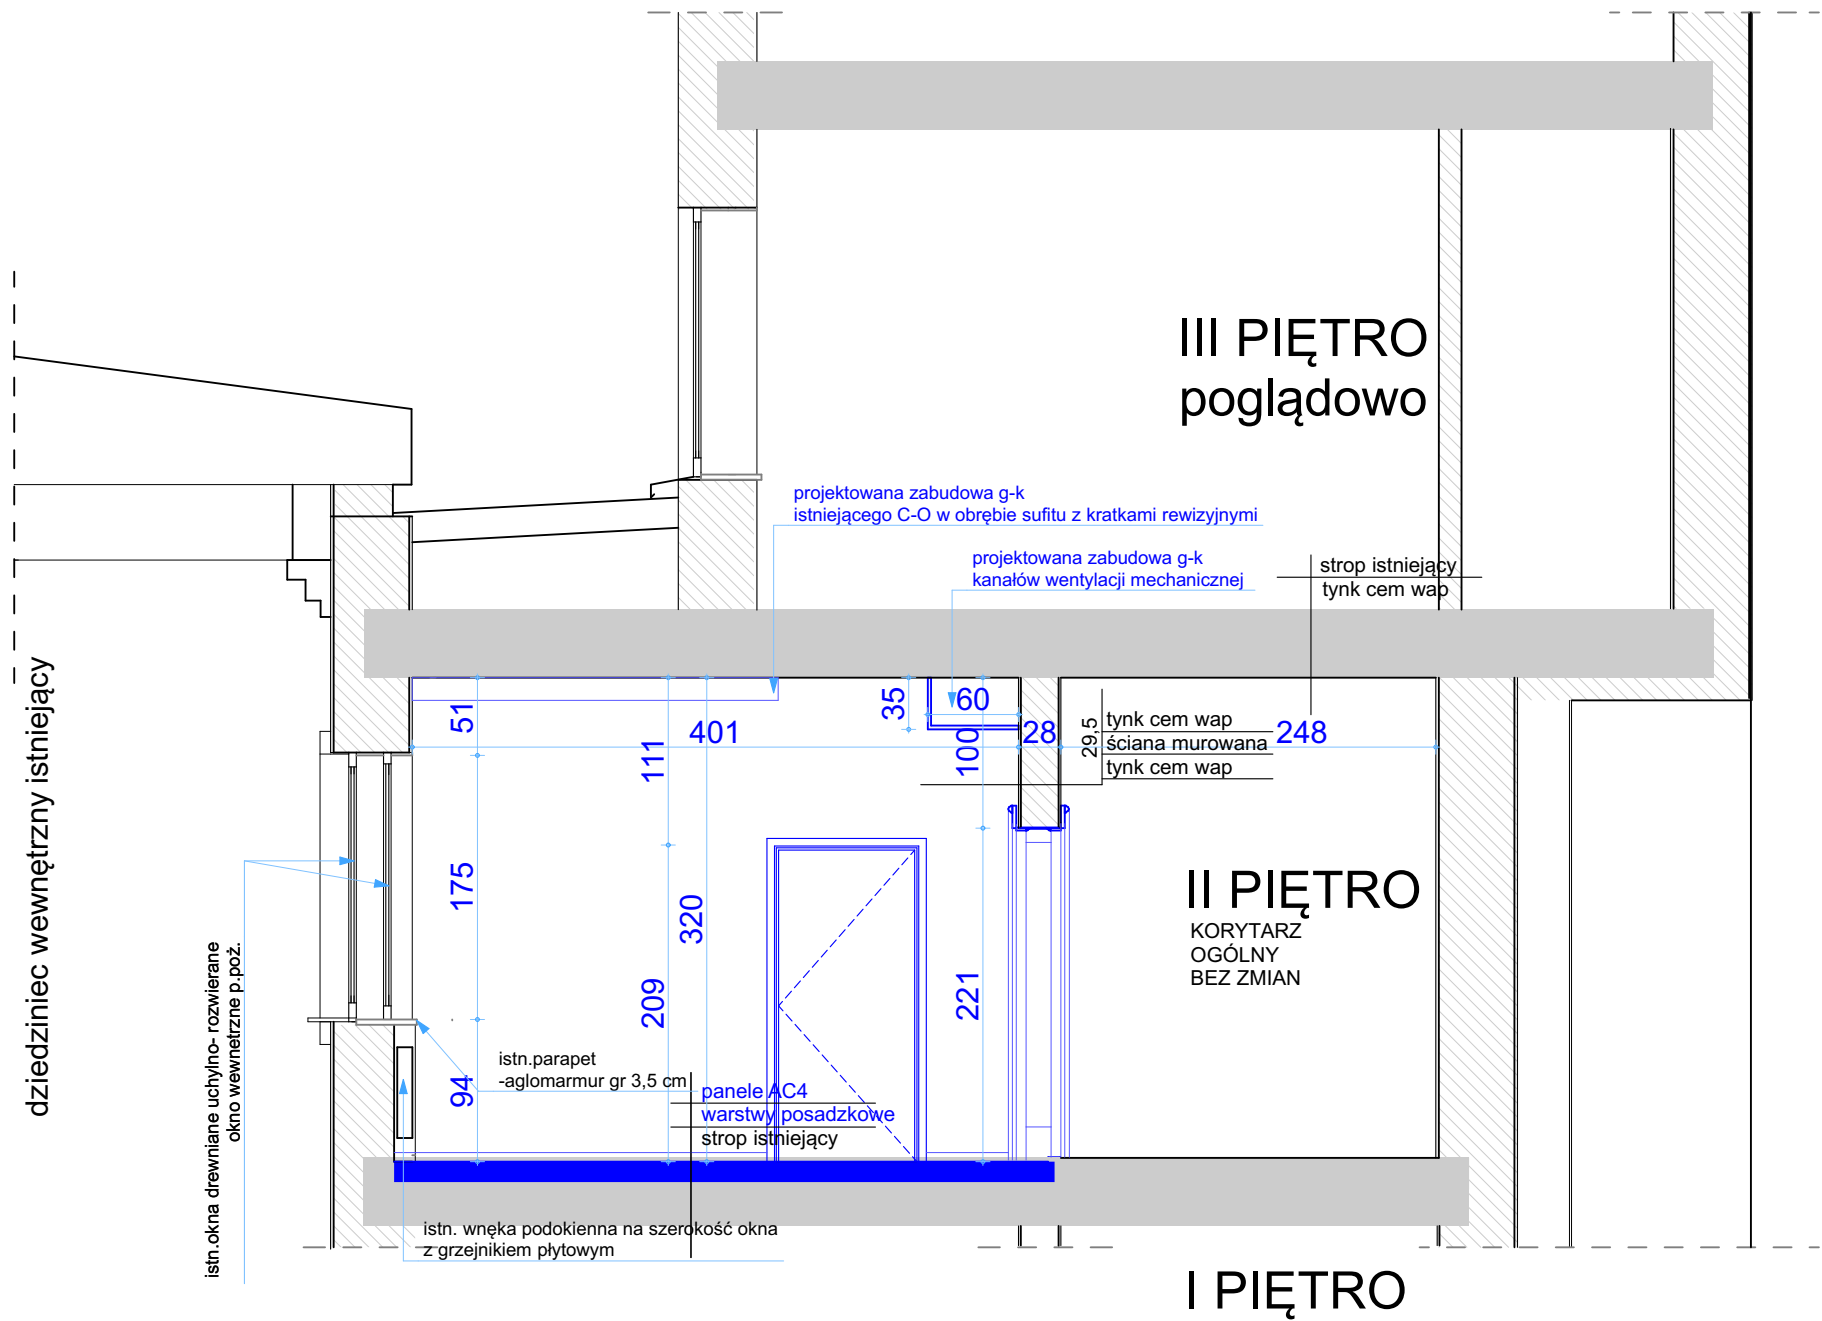 III PIĘTRO
poglądowo
projektowana zabudowa g-k
istniejącego C-O w obrębie sufitu z kratkami rewizyjnymi
projektowana zabudowa g-k
kanałów wentylacji mechanicznej
strop istniejący
tynk cem wap
dziedziniec wewnętrzny istniejący
51
111
401
35
60
100
28
29,5
tynk cem wap
ściana murowana
tynk cem wap
248
175
320
209
221
94
II PIĘTRO
KORYTARZ
OGÓLNY
BEZ ZMIAN
istn.okna drewniane uchylno- rozwierane
okno wewnetrzne p.poż.
istn.parapet
-aglomarmur gr 3,5 cm
panele AC4
warstwy posadzkowe
strop istniejący
istn. wnęka podokienna na szerokość okna
z grzejnikiem płytowym
I PIĘTRO